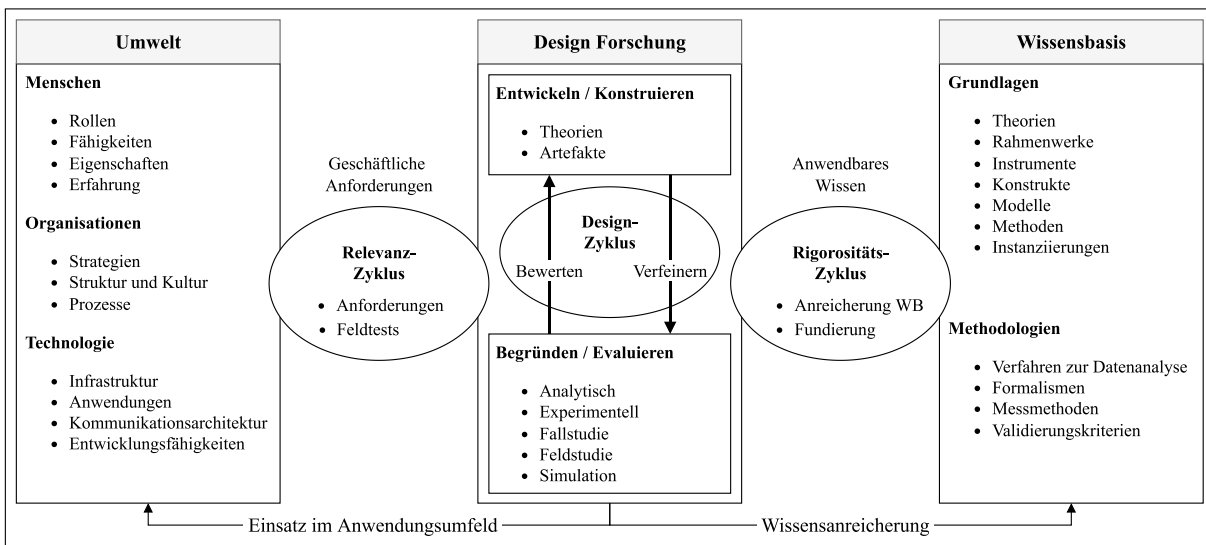 Umwelt
Menschen
• Rollen
• Fähigkeiten
• Eigenschaften
• Erfahrung
Organisationen
• Strategien
• Struktur und Kultur
• Prozesse
Technologie
• Infrastruktur
• Anwendungen
• Kommunikationsarchitektur
• Entwicklungsfähigkeiten
Geschäftliche
Anforderungen
Relevanz-
Zyklus
• Anforderungen
• Feldtests
Design Forschung
Entwickeln / Konstruieren
• Theorien
• Artefakte
Design-
Zyklus
Bewerten
Verfeinern
Begründen / Evaluieren
• Analytisch
• Experimentell
• Fallstudie
• Feldstudie
• Simulation
Anwendbares
Wissen
Rigorositäts-
Zyklus
• Anreicherung WB
• Fundierung
Wissensbasis
Grundlagen
• Theorien
• Rahmenwerke
• Instrumente
• Konstrukte
• Modelle
• Methoden
• Instanziierungen
Methodologien
• Verfahren zur Datenanalyse
• Formalismen
• Messmethoden
• Validierungskriterien
Einsatz im Anwendungsumfeld
Wissensanreicherung